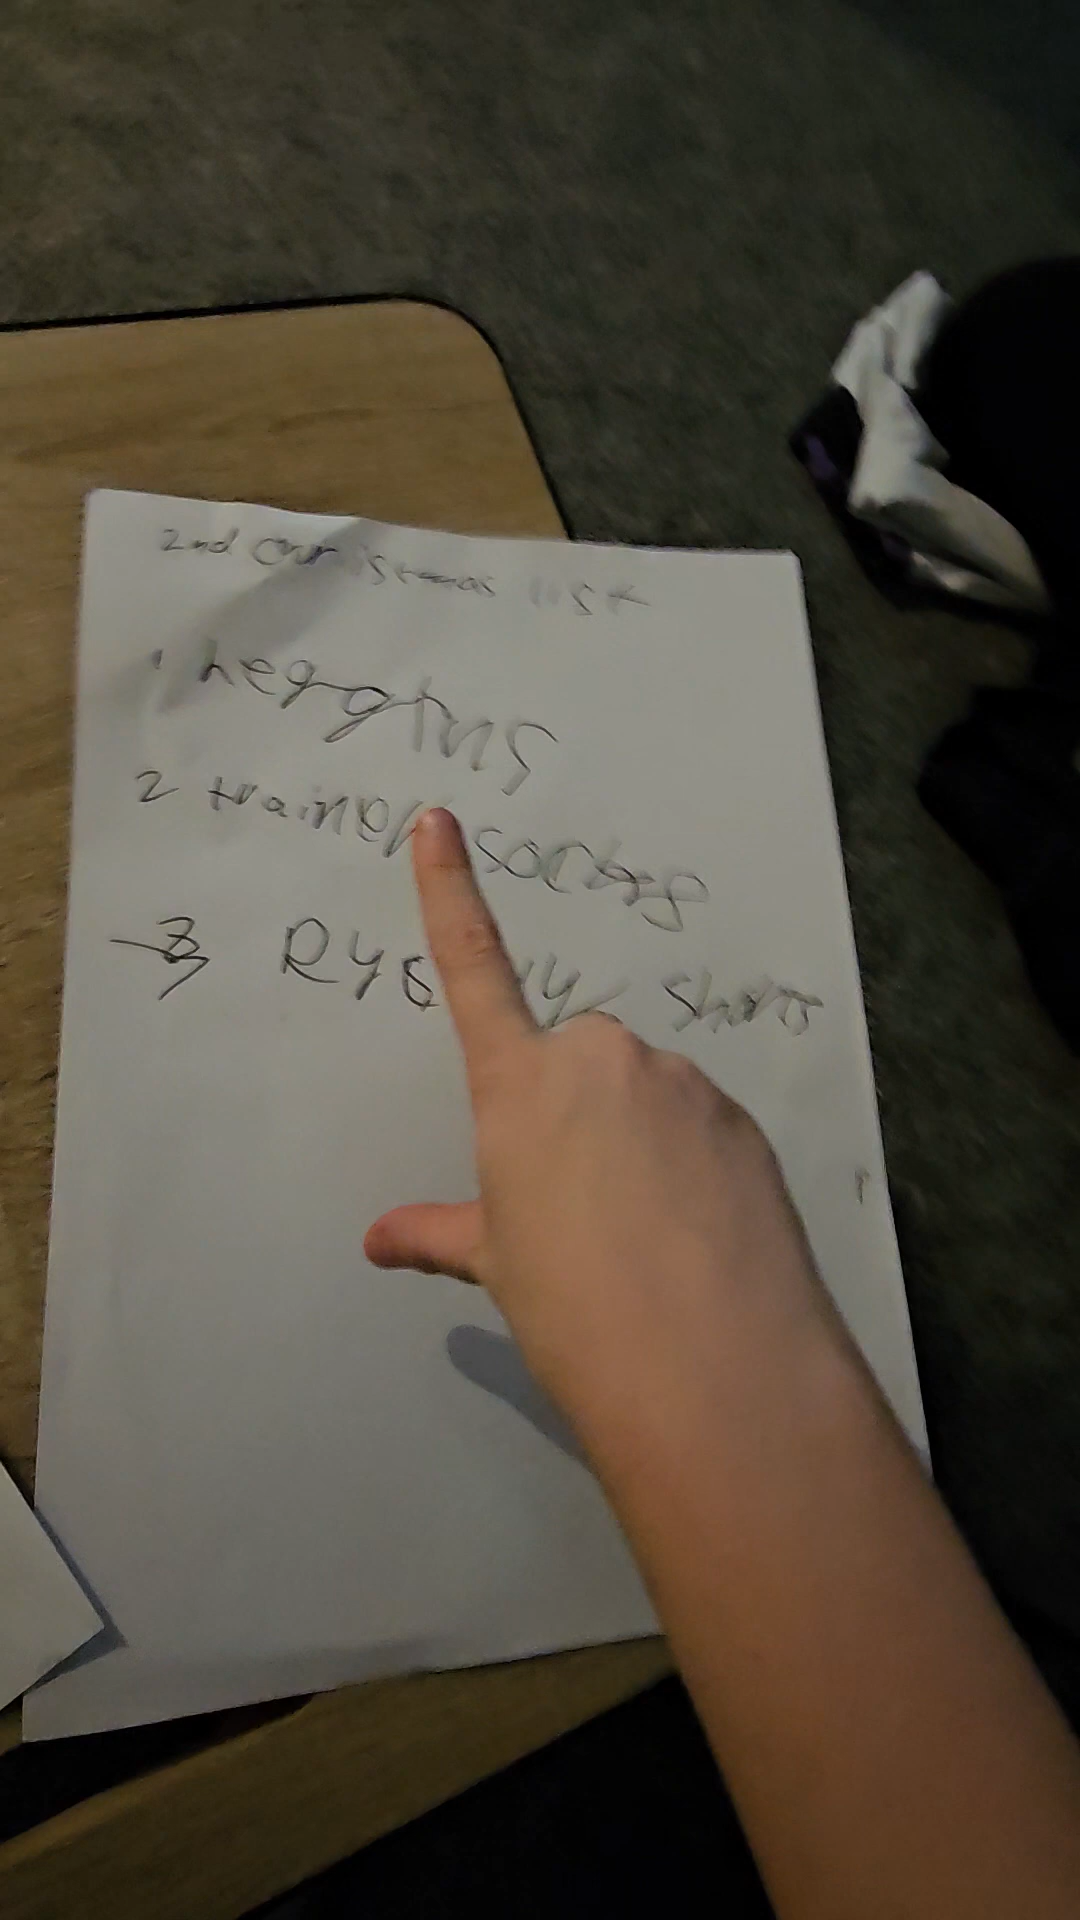 2nd Christmas list
1 Leggins
2 trainer socks
3 shorts